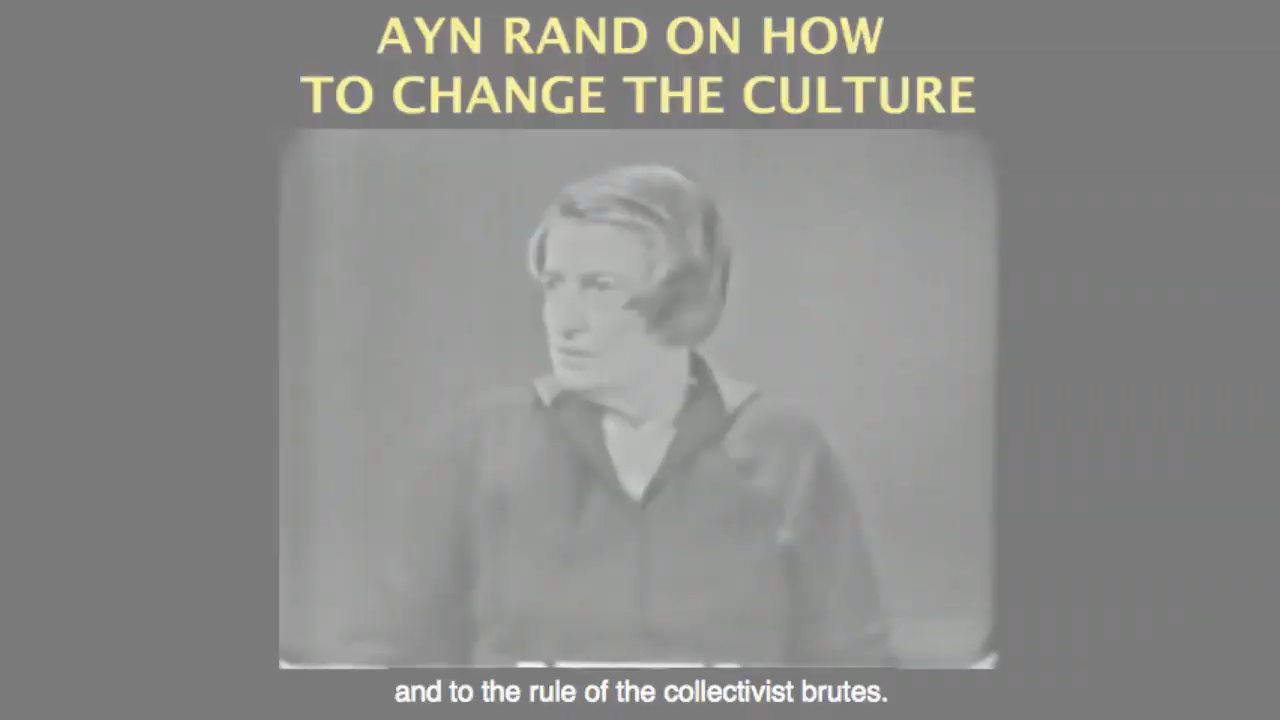 AYN RAND ON HOW
TO CHANGE THE CULTURE
and to the rule of the collectivist brutes.